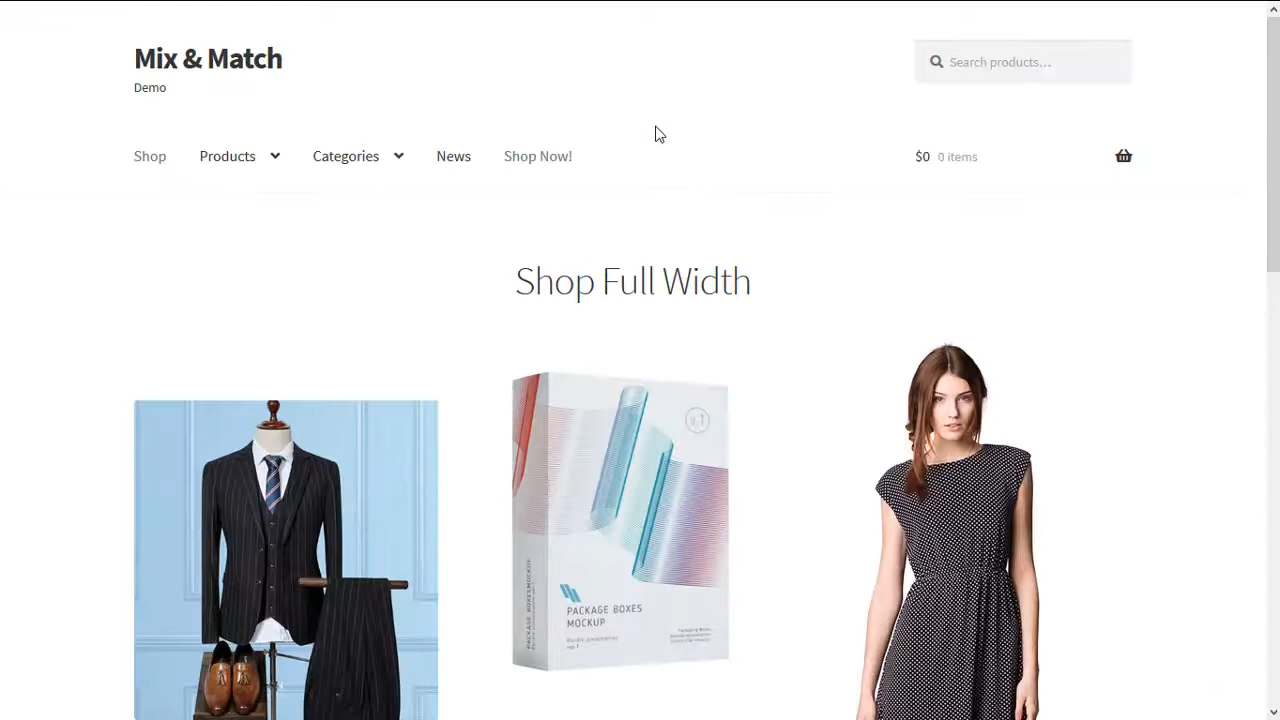 Mix & Match
Demo
Search products...
Shop Products Categories News Shop Now!
$0 0 items
Shop Full Width
v.1
PACKAGE BOXES
MOCKUP